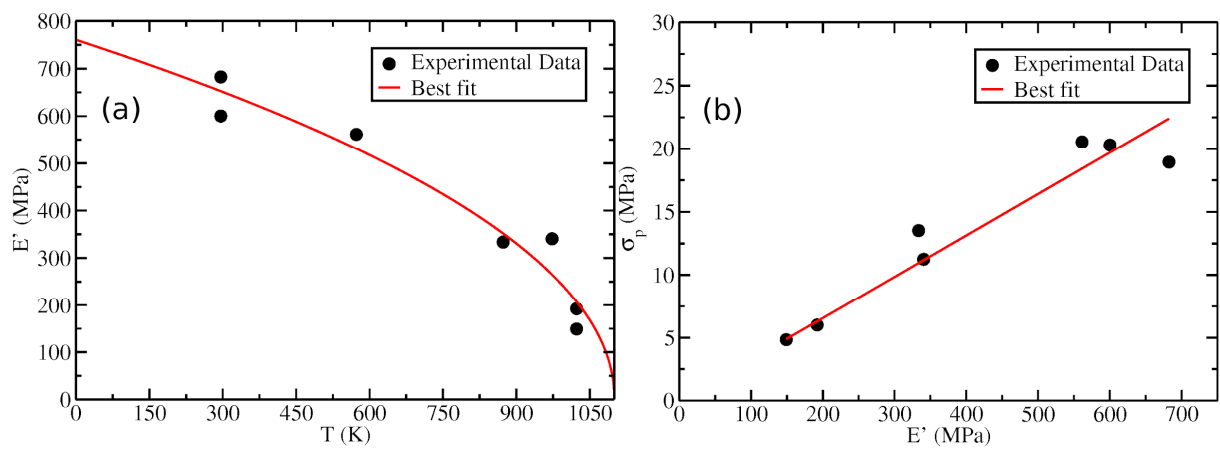 800
700
600
500
400
300
200
100
0
E' (MPa)
(a)
Experimental Data
Best fit
0 150 300 450 600 750 900 1050
T (K)
30
25
20
15
10
5
0
σp (MPa)
(b)
Experimental Data
Best fit
0 100 200 300 400 500 600 700
E' (MPa)